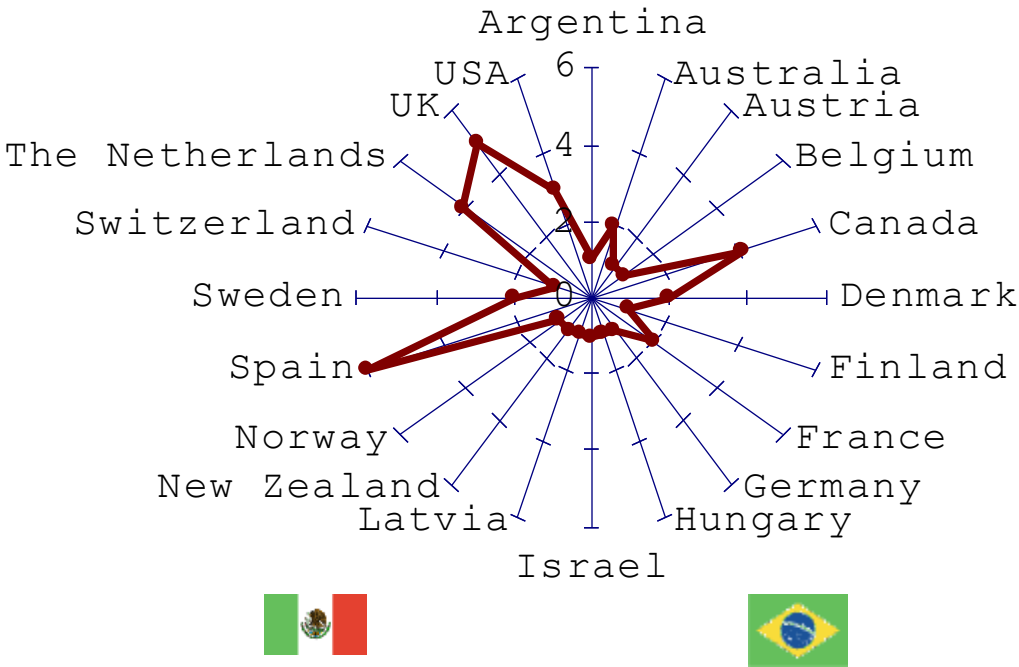 Argentina
USA
6
Australia
UK
Austria
4
The Netherlands
Belgium
Switzerland
2
Canada
Sweden
0
Denmark
Spain
Finland
Norway
France
New Zealand
Germany
Latvia
Hungary
Israel